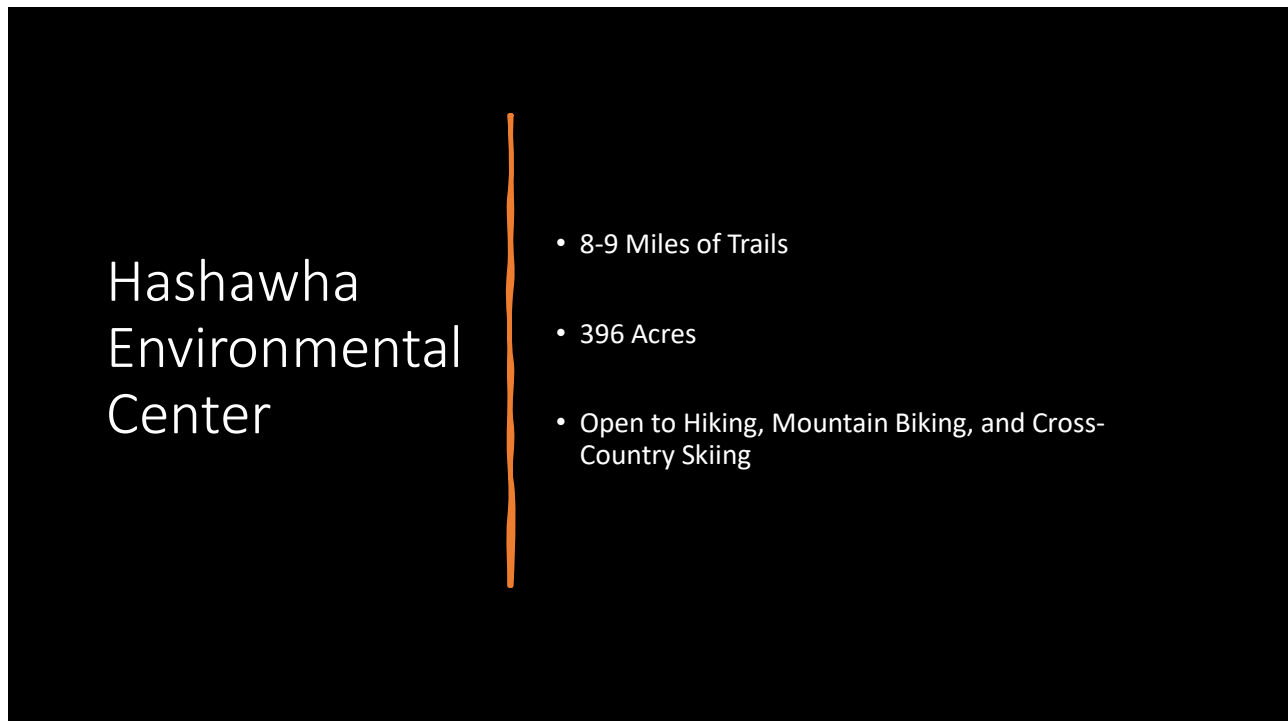 Hashawha
Environmental
Center
• 8-9 Miles of Trails
• 396 Acres
• Open to Hiking, Mountain Biking, and Cross-
Country Skiing